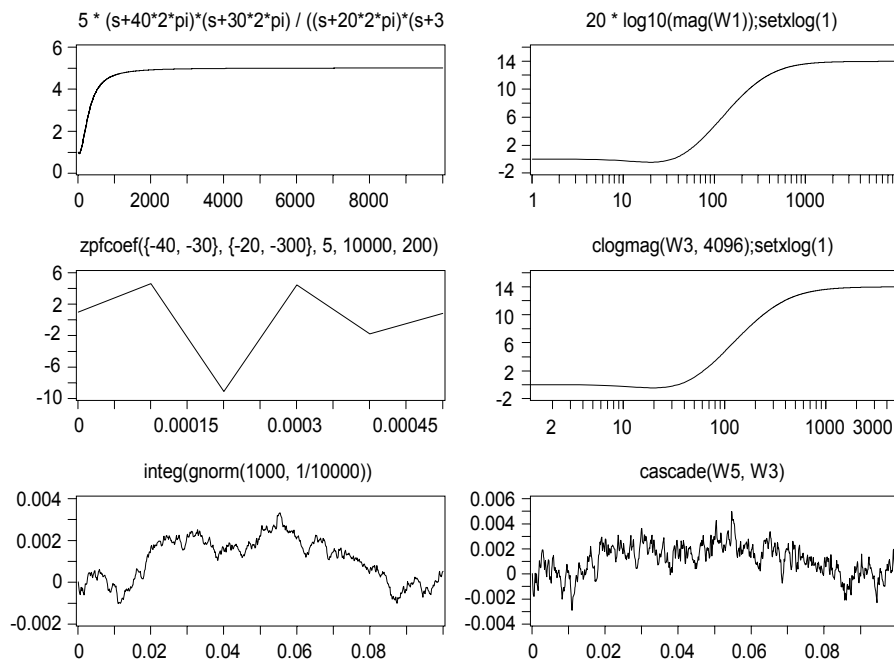 5 * (s+40*2*pi)*(s+30*2*pi) / ((s+20*2*pi)*(s+3
6
4
2
0
0 2000 4000 6000 8000
20 * log10(mag(W1));setxlog(1)
14
10
6
2
-2
1 10 100 1000
zpfcoef({-40, -30}, {-20, -300}, 5, 10000, 200)
6
2
-2
-6
-10
0 0.00015 0.0003 0.00045
clogmag(W3, 4096);setxlog(1)
14
10
6
2
-2
2 10 100 1000 3000
integ(gnorm(1000, 1/10000))
0.004
0.002
0
-0.002
0 0.02 0.04 0.06 0.08
cascade(W5, W3)
0.006
0.004
0.002
0
-0.002
-0.004
0 0.02 0.04 0.06 0.08